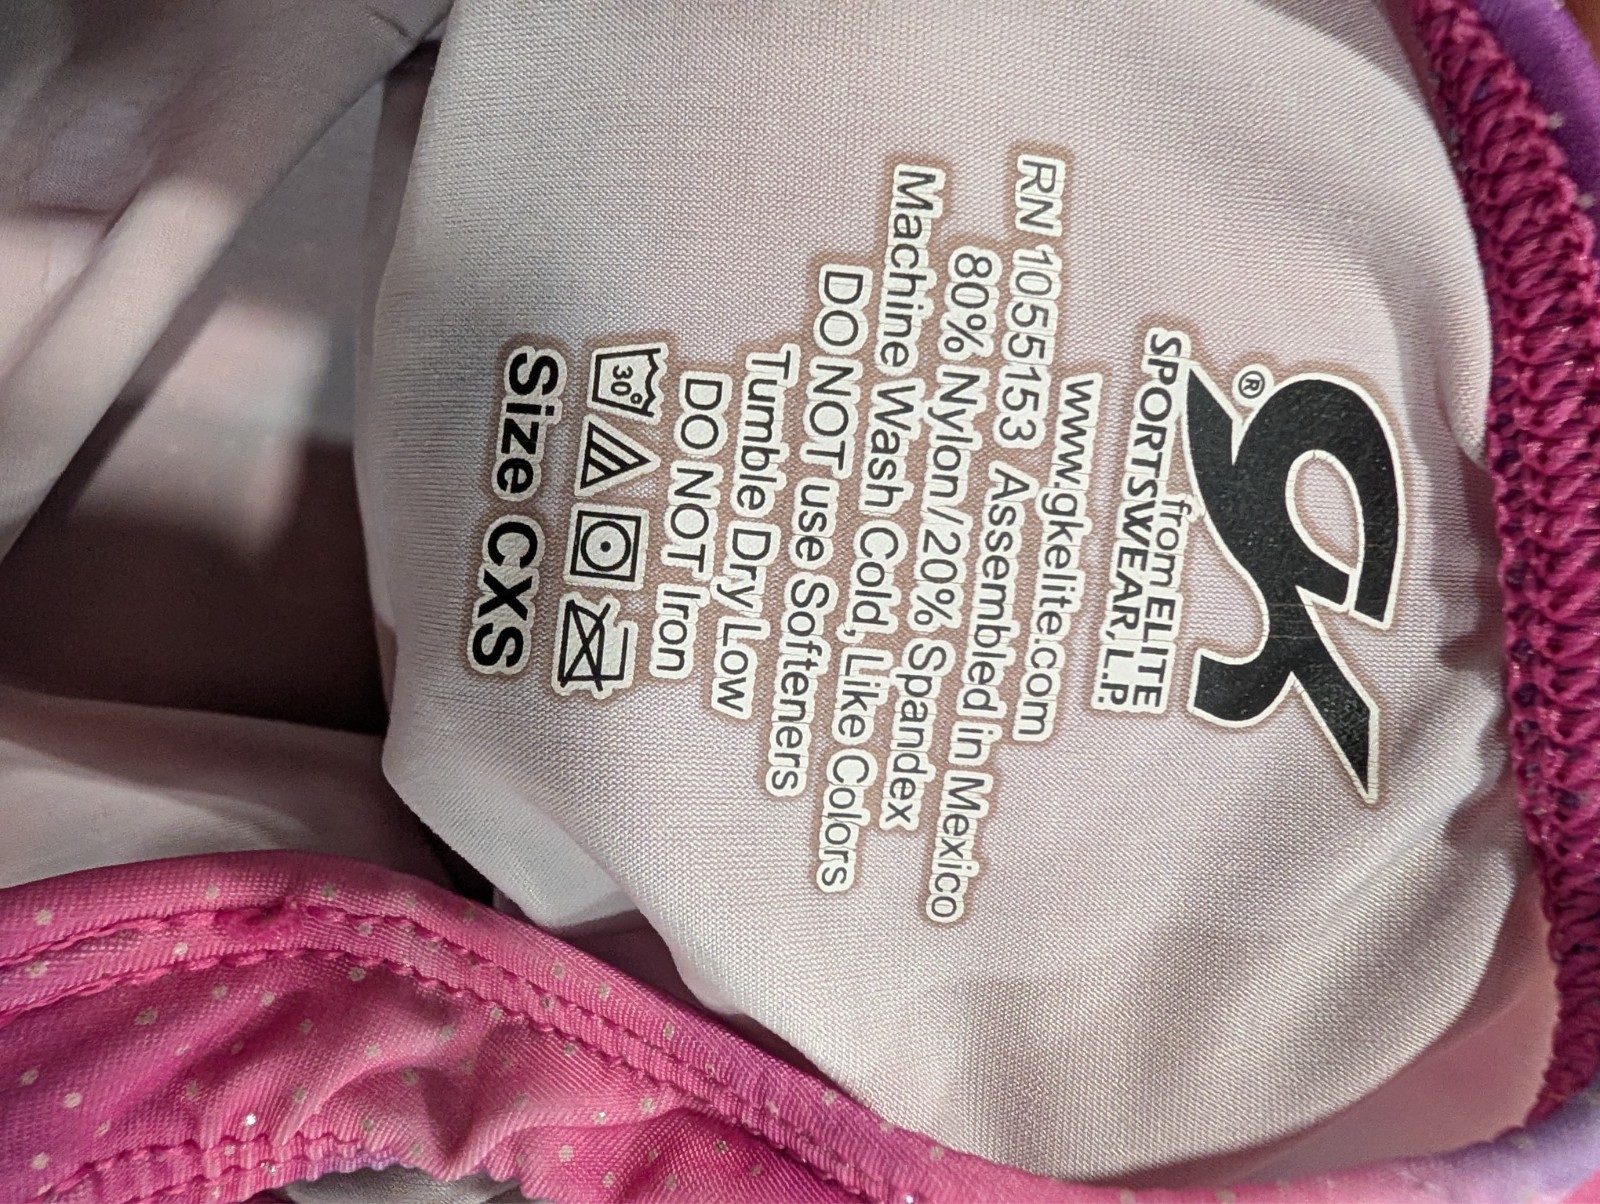 GK®
from ELITE
SPORTSWEAR, L.P.
www.gkelite.com
RN 1055153 Assembled in Mexico
80% Nylon/20% Spandex
Machine Wash Cold, Like Colors
DO NOT use Softeners
Tumble Dry Low
DO NOT Iron
30°
Size CXS